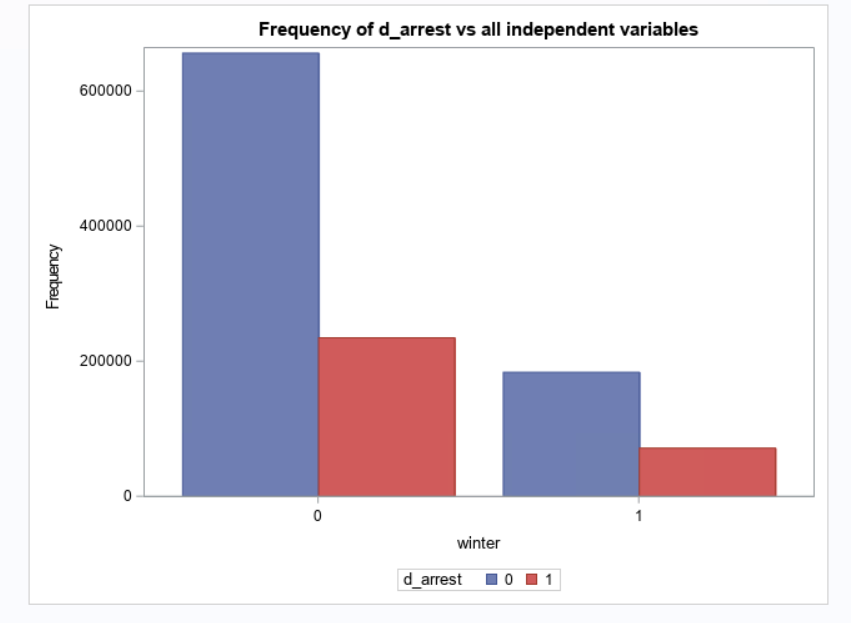 Frequency of d_arrest vs all independent variables
600000
400000
200000
0
Frequency
0 1
winter
d_arrest 0 1